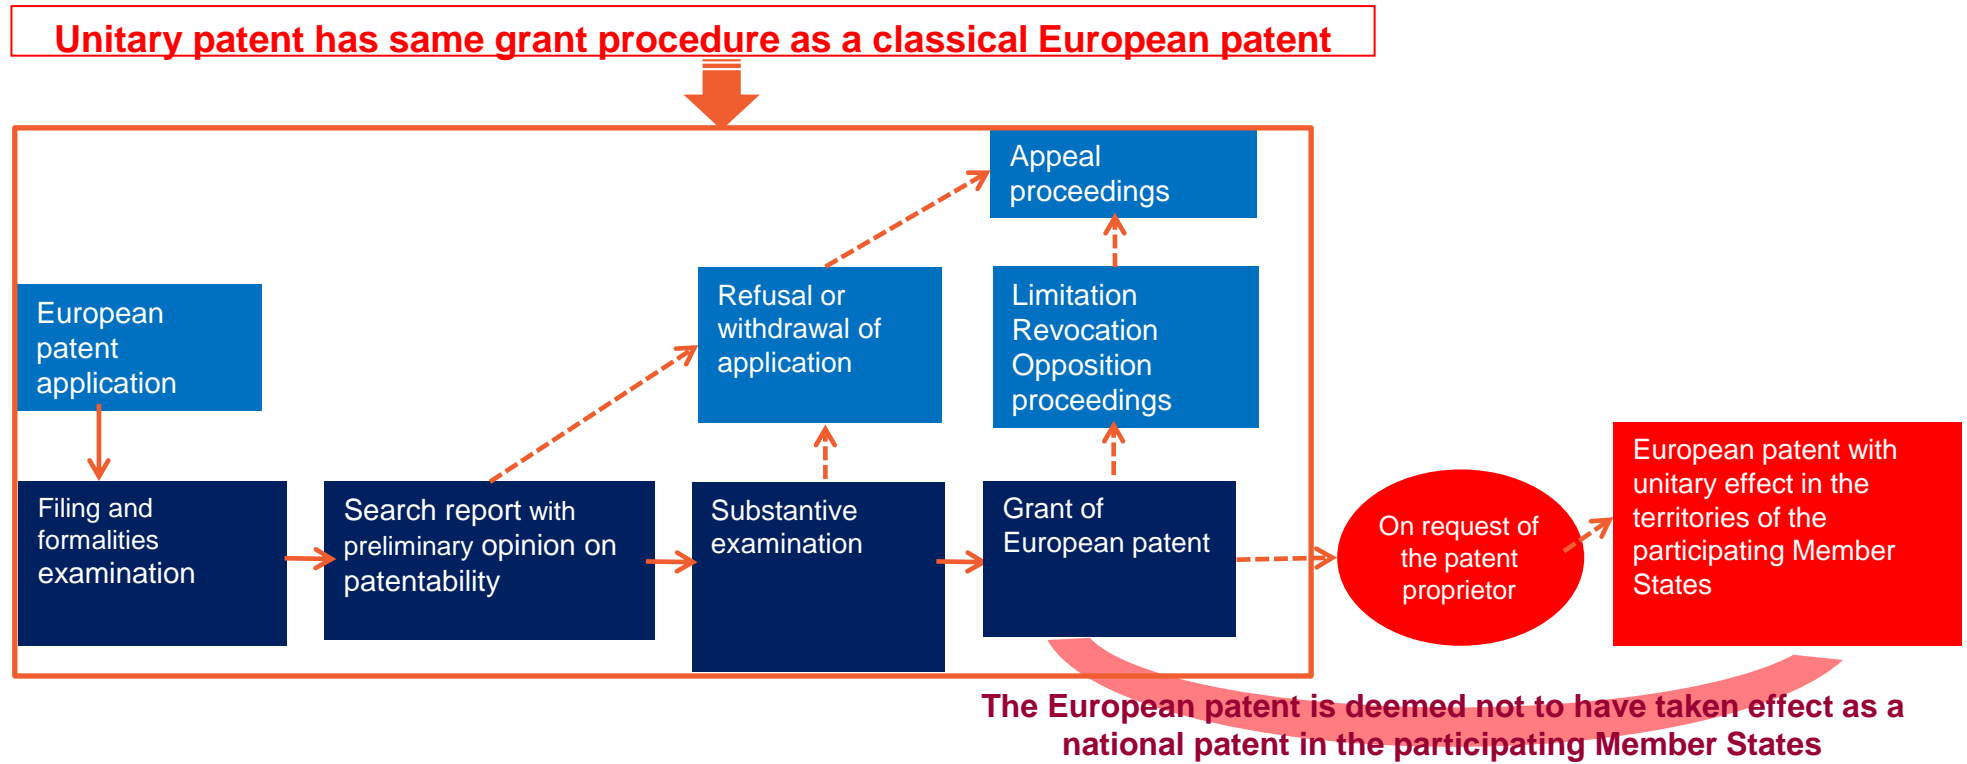 Unitary patent has same grant procedure as a classical European patent
Appeal
proceedings
European
patent
application
Refusal or
withdrawal of
application
Limitation
Revocation
Opposition
proceedings
Filing and
formalities
examination
Search report with
preliminary opinion on
patentability
Substantive
examination
Grant of
European patent
On request of
the patent
proprietor
European patent with
unitary effect in the
territories of the
participating Member
States
The European patent is deemed not to have taken effect as a
national patent in the participating Member States